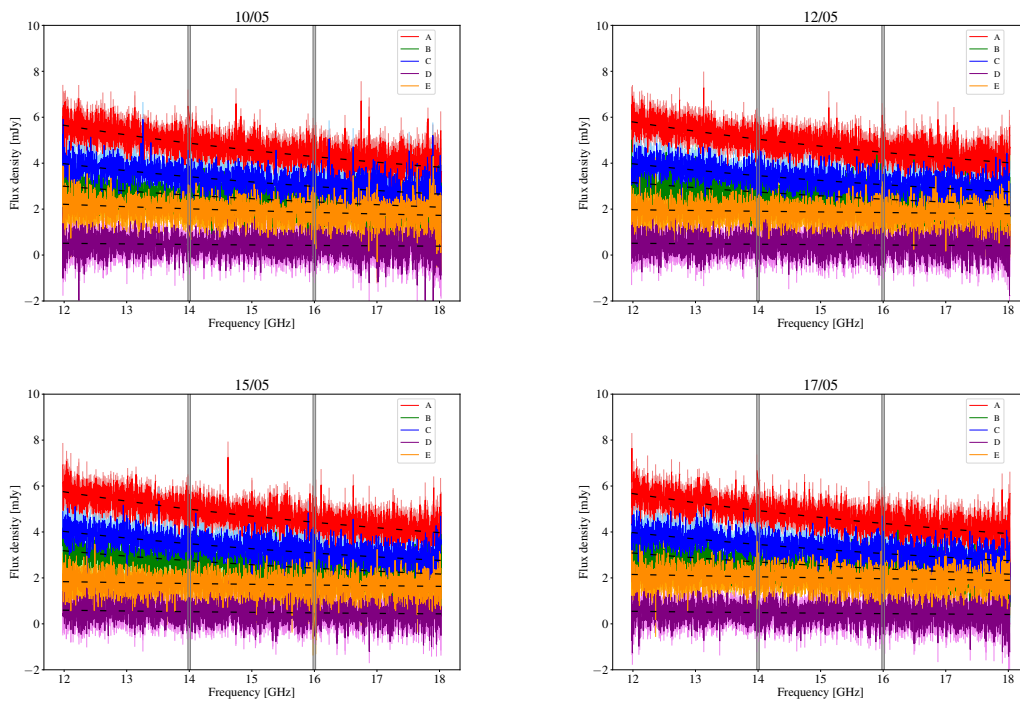 10/05
10
8
6
4
2
0
−2
Flux density [mJy]
12 13 14 15 16 17 18
Frequency [GHz]
A
B
C
D
E
12/05
10
8
6
4
2
0
−2
Flux density [mJy]
12 13 14 15 16 17 18
Frequency [GHz]
A
B
C
D
E
15/05
10
8
6
4
2
0
−2
Flux density [mJy]
12 13 14 15 16 17 18
Frequency [GHz]
A
B
C
D
E
17/05
10
8
6
4
2
0
−2
Flux density [mJy]
12 13 14 15 16 17 18
Frequency [GHz]
A
B
C
D
E